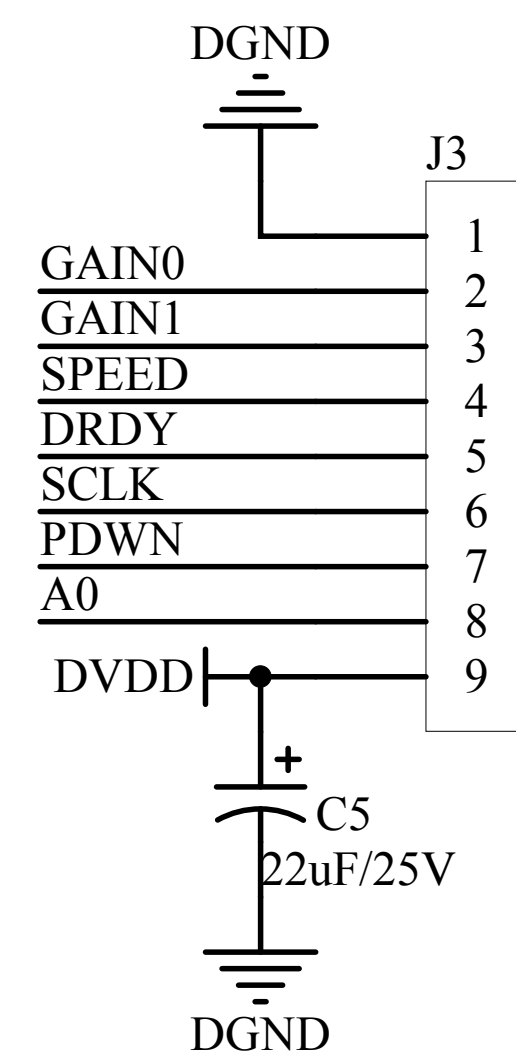 DGND
J3
1
GAIN0
2
GAIN1
3
SPEED
4
DRDY
5
SCLK
6
PDWN
7
A0
8
DVDD
9
+
C5
22uF/25V
DGND